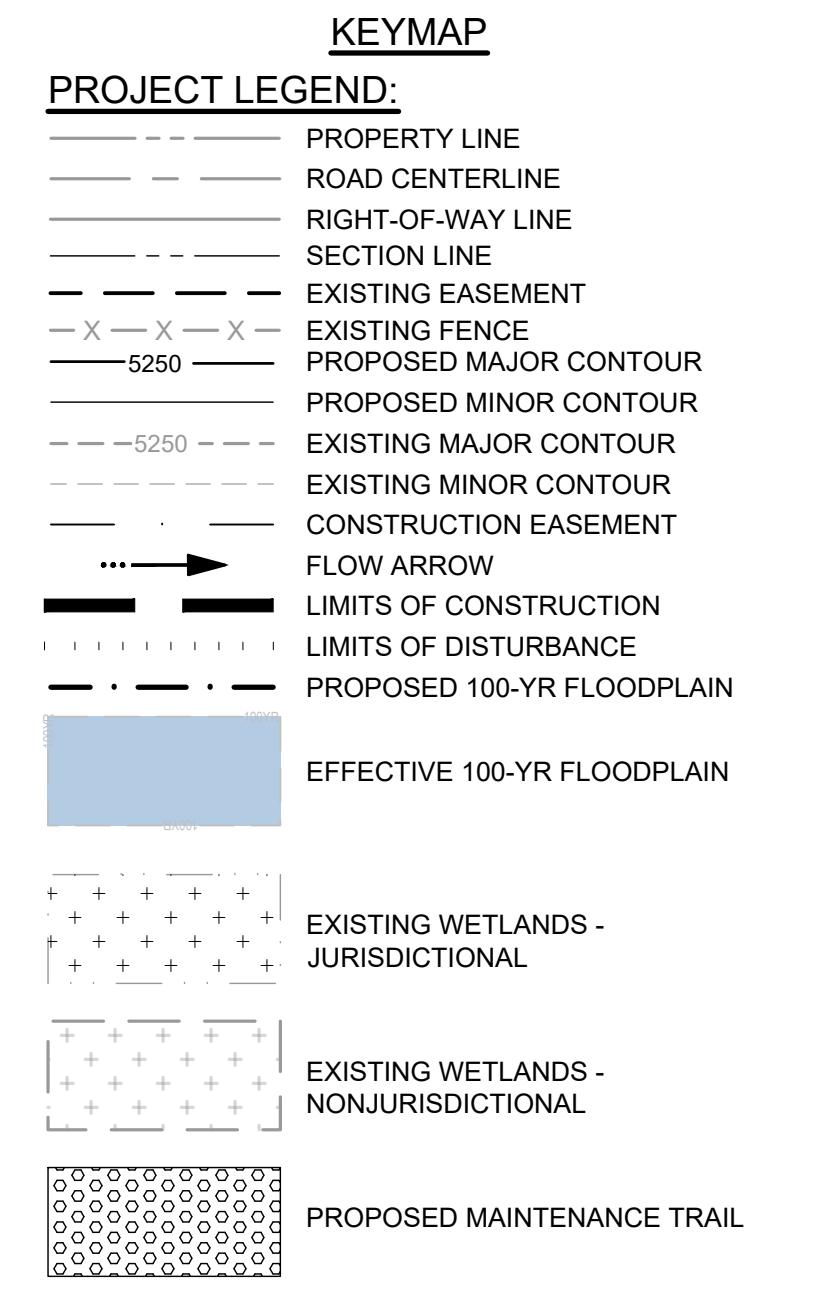 KEYMAP
PROJECT LEGEND:
PROPERTY LINE
ROAD CENTERLINE
RIGHT-OF-WAY LINE
SECTION LINE
EXISTING EASEMENT
X X X EXISTING FENCE
5250 PROPOSED MAJOR CONTOUR
PROPOSED MINOR CONTOUR
5250 EXISTING MAJOR CONTOUR
EXISTING MINOR CONTOUR
CONSTRUCTION EASEMENT
FLOW ARROW
LIMITS OF CONSTRUCTION
LIMITS OF DISTURBANCE
PROPOSED 100-YR FLOODPLAIN
100YR
100YR
EFFECTIVE 100-YR FLOODPLAIN
100YR
EXISTING WETLANDS -
JURISDICTIONAL
EXISTING WETLANDS -
NONJURISDICTIONAL
PROPOSED MAINTENANCE TRAIL